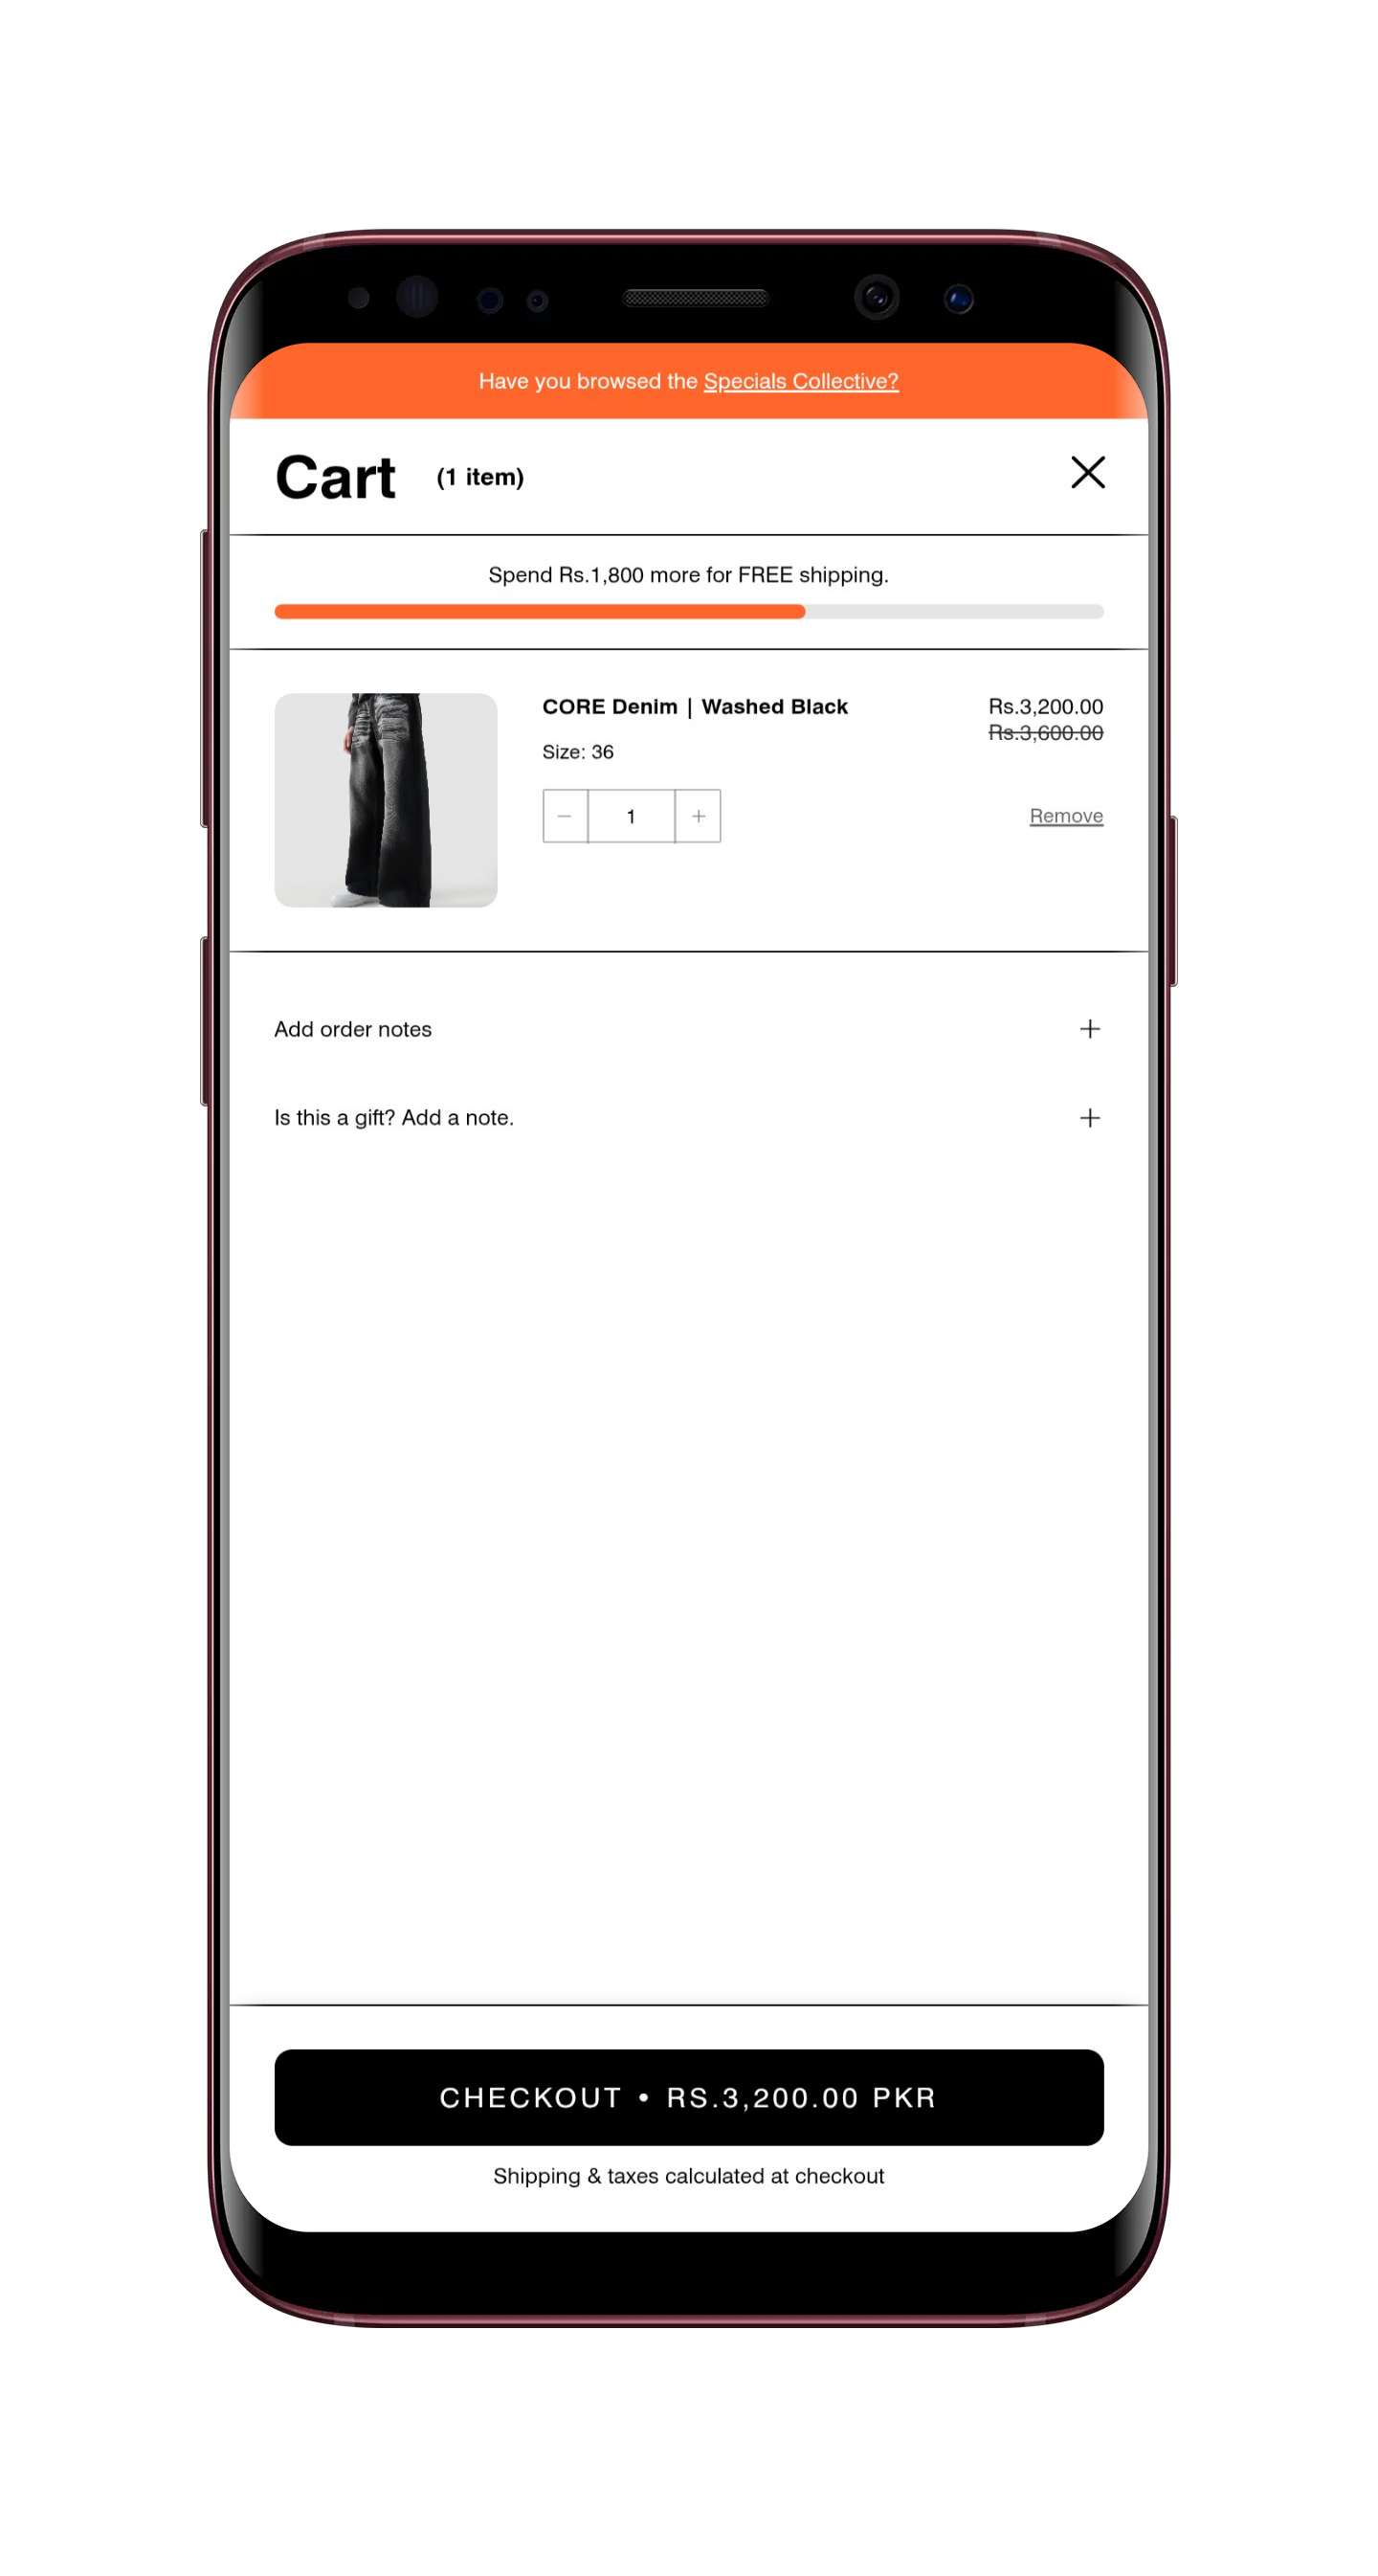 Have you browsed the Specials Collective?
Cart (1 item)
Spend Rs.1,800 more for FREE shipping.
CORE Denim | Washed Black
Rs.3,200.00
Rs.3,600.00
Size: 36
1
Remove
Add order notes
Is this a gift? Add a note.
CHECKOUT • RS.3,200.00 PKR
Shipping & taxes calculated at checkout